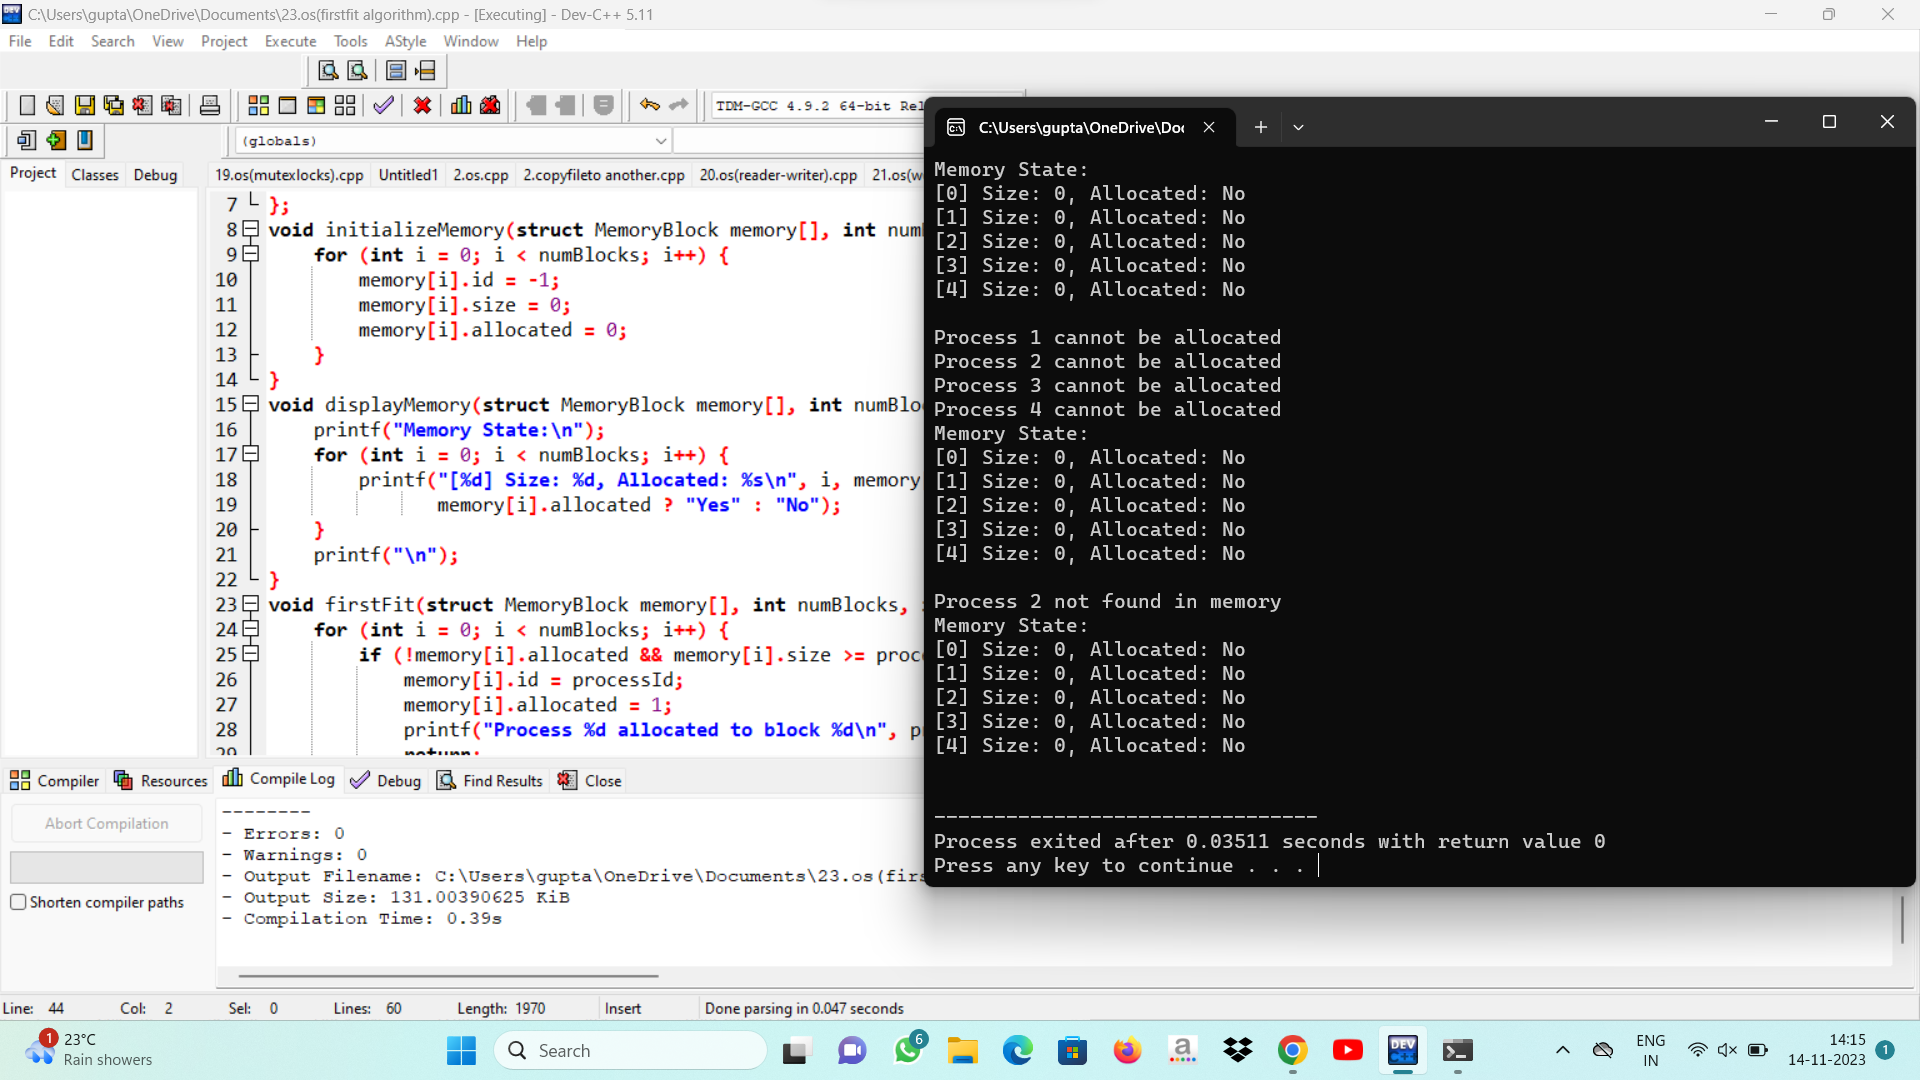 C:\Users\gupta\OneDrive\Documents\23.os(firstfit algorithm).cpp - [Executing] - Dev-C++ 5.11
File Edit Search View Project Execute Tools AStyle Window Help
TDM-GCC 4.9.2 64-bit Rel
(globals)
Project Classes Debug
19.os(mutexlocks).cpp Untitled1 2.os.cpp 2.copyfileto another.cpp 20.os(reader-writer).cpp 21.os(w
7 };
8 void initializeMemory(struct MemoryBlock memory[], int num
9 for (int i = 0; i < numBlocks; i++) {
10 memory[i].id = -1;
11 memory[i].size = 0;
12 memory[i].allocated = 0;
13 }
14 }
15 void displayMemory(struct MemoryBlock memory[], int numBlo
16 printf("Memory State:\n");
17 for (int i = 0; i < numBlocks; i++) {
18 printf("[%d] Size: %d, Allocated: %s\n", i, memory
19 memory[i].allocated ? "Yes" : "No");
20 }
21 printf("\n");
22 }
23 void firstFit(struct MemoryBlock memory[], int numBlocks,
24 for (int i = 0; i < numBlocks; i++) {
25 if (!memory[i].allocated && memory[i].size >= proc
26 memory[i].id = processId;
27 memory[i].allocated = 1;
28 printf("Process %d allocated to block %d\n", p
29 return;
C:\Users\gupta\OneDrive\Doc
Memory State:
[0] Size: 0, Allocated: No
[1] Size: 0, Allocated: No
[2] Size: 0, Allocated: No
[3] Size: 0, Allocated: No
[4] Size: 0, Allocated: No
Process 1 cannot be allocated
Process 2 cannot be allocated
Process 3 cannot be allocated
Process 4 cannot be allocated
Memory State:
[0] Size: 0, Allocated: No
[1] Size: 0, Allocated: No
[2] Size: 0, Allocated: No
[3] Size: 0, Allocated: No
[4] Size: 0, Allocated: No
Process 2 not found in memory
Memory State:
[0] Size: 0, Allocated: No
[1] Size: 0, Allocated: No
[2] Size: 0, Allocated: No
[3] Size: 0, Allocated: No
[4] Size: 0, Allocated: No
--------------------------------
Process exited after 0.03511 seconds with return value 0
Press any key to continue . . .
Compiler Resources Compile Log Debug Find Results Close
Abort Compilation
Shorten compiler paths
--------
- Errors: 0
- Warnings: 0
- Output Filename: C:\Users\gupta\OneDrive\Documents\23.os(firs
- Output Size: 131.00390625 KiB
- Compilation Time: 0.39s
Line: 44 Col: 2 Sel: 0 Lines: 60 Length: 1970 Insert Done parsing in 0.047 seconds
1
23°C
Rain showers
Search
6
a
DEV
C++
ENG
IN
14:15
14-11-2023
1